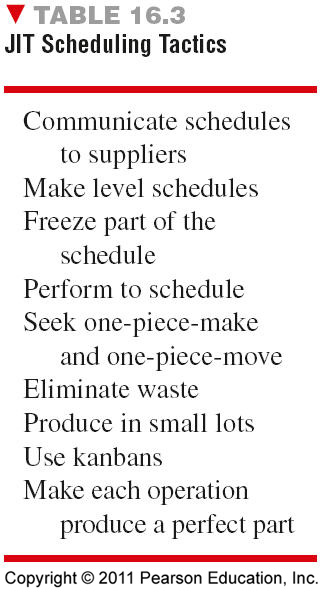 ▼ TABLE 16.3
JIT Scheduling Tactics
Communicate schedules
to suppliers
Make level schedules
Freeze part of the
schedule
Perform to schedule
Seek one-piece-make
and one-piece-move
Eliminate waste
Produce in small lots
Use kanbans
Make each operation
produce a perfect part
Copyright © 2011 Pearson Education, Inc.